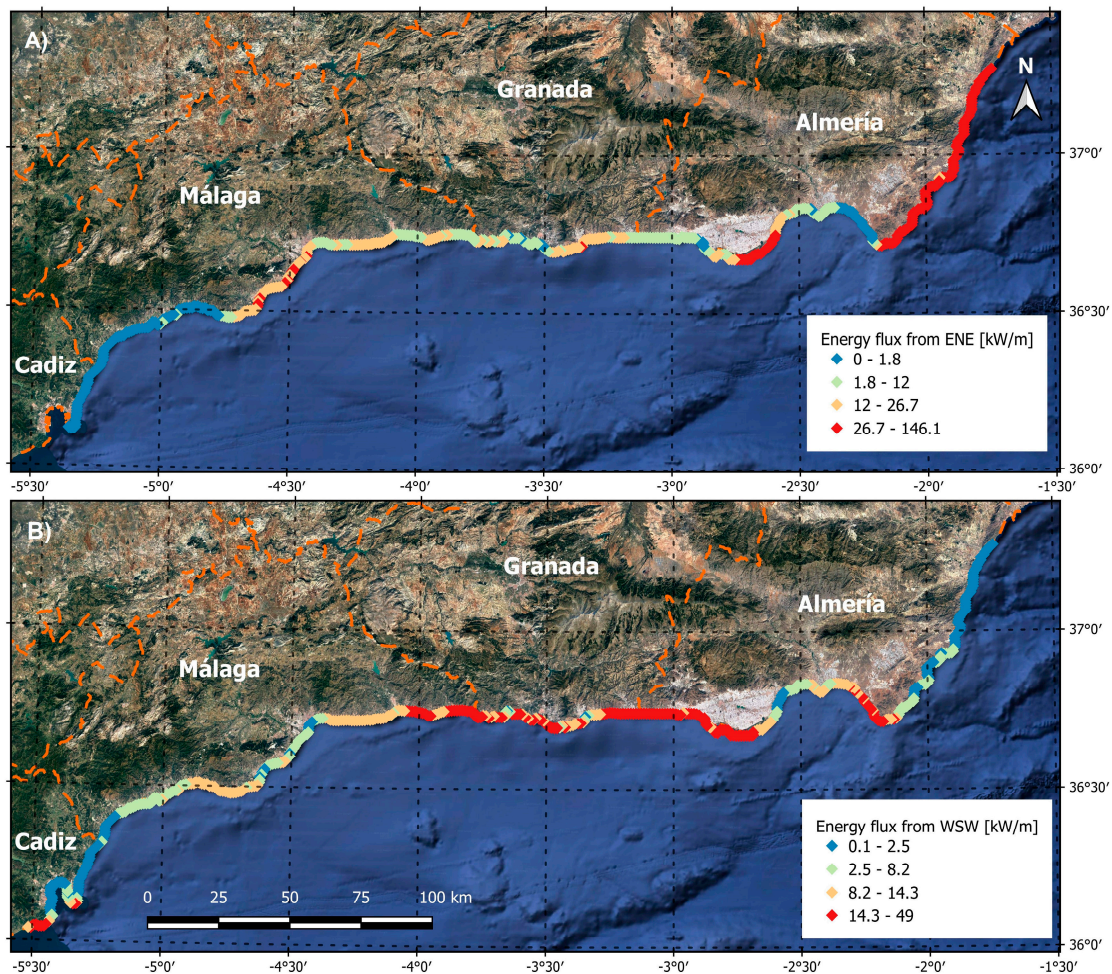 A)
N
Granada
Almería
Málaga
Cadiz
37°0′
36°30′
36°0′
Energy flux from ENE [kW/m]
0 - 1.8
1.8 - 12
12 - 26.7
26.7 - 146.1
-5°30′ -5°0′ -4°30′ -4°0′ -3°30′ -3°0′ -2°30′ -2°0′ -1°30′
B)
Granada
Almería
Málaga
Cadiz
37°0′
36°30′
36°0′
0 25 50 75 100 km
Energy flux from WSW [kW/m]
0.1 - 2.5
2.5 - 8.2
8.2 - 14.3
14.3 - 49
-5°30′ -5°0′ -4°30′ -4°0′ -3°30′ -3°0′ -2°30′ -2°0′ -1°30′